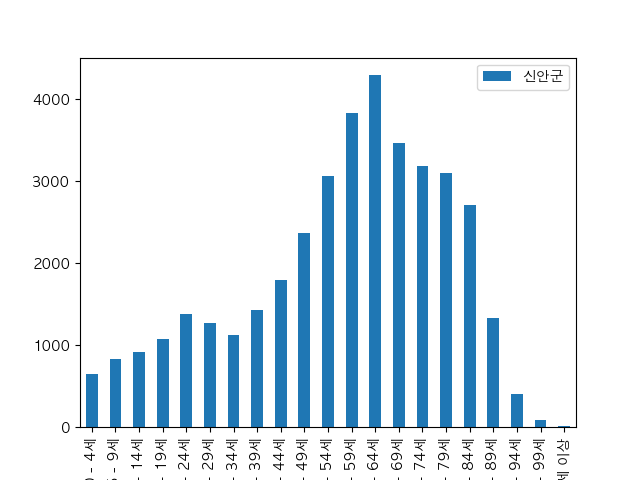 신안군
4000
3000
2000
1000
0
- 4세
- 9세
- 14세
- 19세
- 24세
- 29세
- 34세
- 39세
- 44세
- 49세
- 54세
- 59세
- 64세
- 69세
- 74세
- 79세
- 84세
- 89세
- 94세
- 99세
세 이상